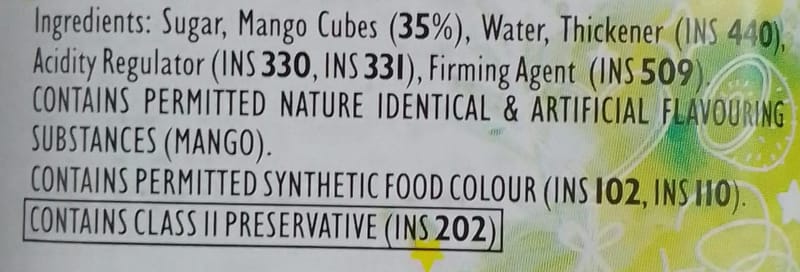 Ingredients: Sugar, Mango Cubes (35%), Water, Thickener (INS 440),
Acidity Regulator (INS 330, INS 331), Firming Agent (INS 509)
CONTAINS PERMITTED NATURE IDENTICAL & ARTIFICIAL FLAVOURING
SUBSTANCES (MANGO).
CONTAINS PERMITTED SYNTHETIC FOOD COLOUR (INS 102, INS 110).
CONTAINS CLASS II PRESERVATIVE (INS 202)